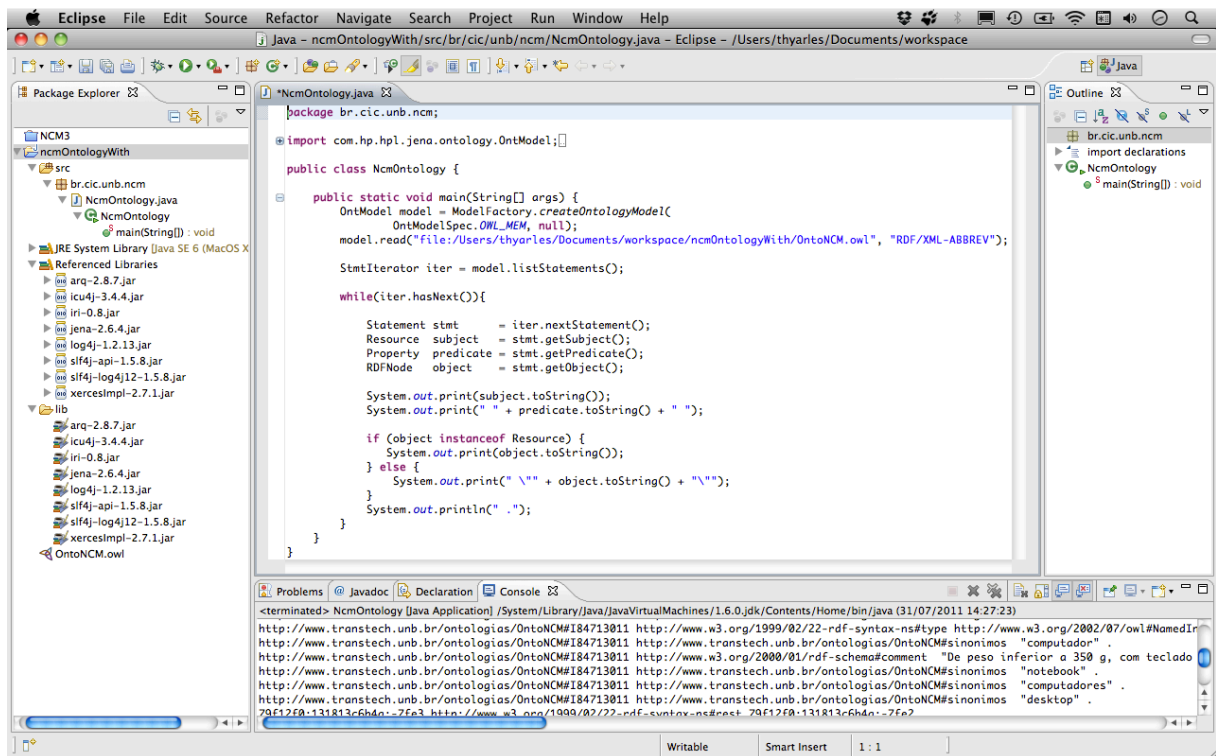 Eclipse File Edit Source Refactor Navigate Search Project Run Window Help
Java - ncmOntologyWith/src/br/cic/unb/ncm/NcmOntology.java - Eclipse - /Users/thyarles/Documents/workspace
Java
Package Explorer
NCM3
ncmOntologyWith
src
br.cic.unb.ncm
NcmOntology.java
NcmOntology
main(String[]) : void
JRE System Library [Java SE 6 (MacOS X
Referenced Libraries
arq-2.8.7.jar
icu4j-3.4.4.jar
iri-0.8.jar
jena-2.6.4.jar
log4j-1.2.13.jar
slf4j-api-1.5.8.jar
slf4j-log4j12-1.5.8.jar
xercesImpl-2.7.1.jar
lib
arq-2.8.7.jar
icu4j-3.4.4.jar
iri-0.8.jar
jena-2.6.4.jar
log4j-1.2.13.jar
slf4j-api-1.5.8.jar
slf4j-log4j12-1.5.8.jar
xercesImpl-2.7.1.jar
OntoNCM.owl
*NcmOntology.java
package br.cic.unb.ncm;
import com.hp.hpl.jena.ontology.OntModel;
public class NcmOntology {
public static void main(String[] args) {
OntModel model = ModelFactory.createOntologyModel(
OntModelSpec.OWL_MEM, null);
model.read("file:/Users/thyarles/Documents/workspace/ncmOntologyWith/OntoNCM.owl", "RDF/XML-ABBREV");
StmtIterator iter = model.listStatements();
while(iter.hasNext()){
Statement stmt = iter.nextStatement();
Resource subject = stmt.getSubject();
Property predicate = stmt.getPredicate();
RDFNode object = stmt.getObject();
System.out.print(subject.toString());
System.out.print(" " + predicate.toString() + " ");
if (object instanceof Resource) {
System.out.print(object.toString());
} else {
System.out.print(" \"" + object.toString() + "\"");
}
System.out.println(" .");
}
}
}
Outline
br.cic.unb.ncm
import declarations
NcmOntology
main(String[]) : void
Problems @ Javadoc Declaration Console
<terminated> NcmOntology [Java Application] /System/Library/Java/JavaVirtualMachines/1.6.0.jdk/Contents/Home/bin/java (31/07/2011 14:27:23)
http://www.transtech.unb.br/ontologias/OntoNCM#I84713011 http://www.w3.org/1999/02/22-rdf-syntax-ns#type http://www.w3.org/2002/07/owl#NamedIn
http://www.transtech.unb.br/ontologias/OntoNCM#I84713011 http://www.transtech.unb.br/ontologias/OntoNCM#sinonimos "computador" .
http://www.transtech.unb.br/ontologias/OntoNCM#I84713011 http://www.w3.org/2000/01/rdf-schema#comment "De peso inferior a 350 g, com teclado
http://www.transtech.unb.br/ontologias/OntoNCM#I84713011 http://www.transtech.unb.br/ontologias/OntoNCM#sinonimos "notebook" .
http://www.transtech.unb.br/ontologias/OntoNCM#I84713011 http://www.transtech.unb.br/ontologias/OntoNCM#sinonimos "computadores" .
http://www.transtech.unb.br/ontologias/OntoNCM#I84713011 http://www.transtech.unb.br/ontologias/OntoNCM#sinonimos "desktop" .
79f12f0:131813c6b4a:-7fe3 http://www.w3.org/1999/02/22-rdf-syntax-ns#rest 79f12f0:131813c6b4a:-7fe2
Writable Smart Insert 1 : 1